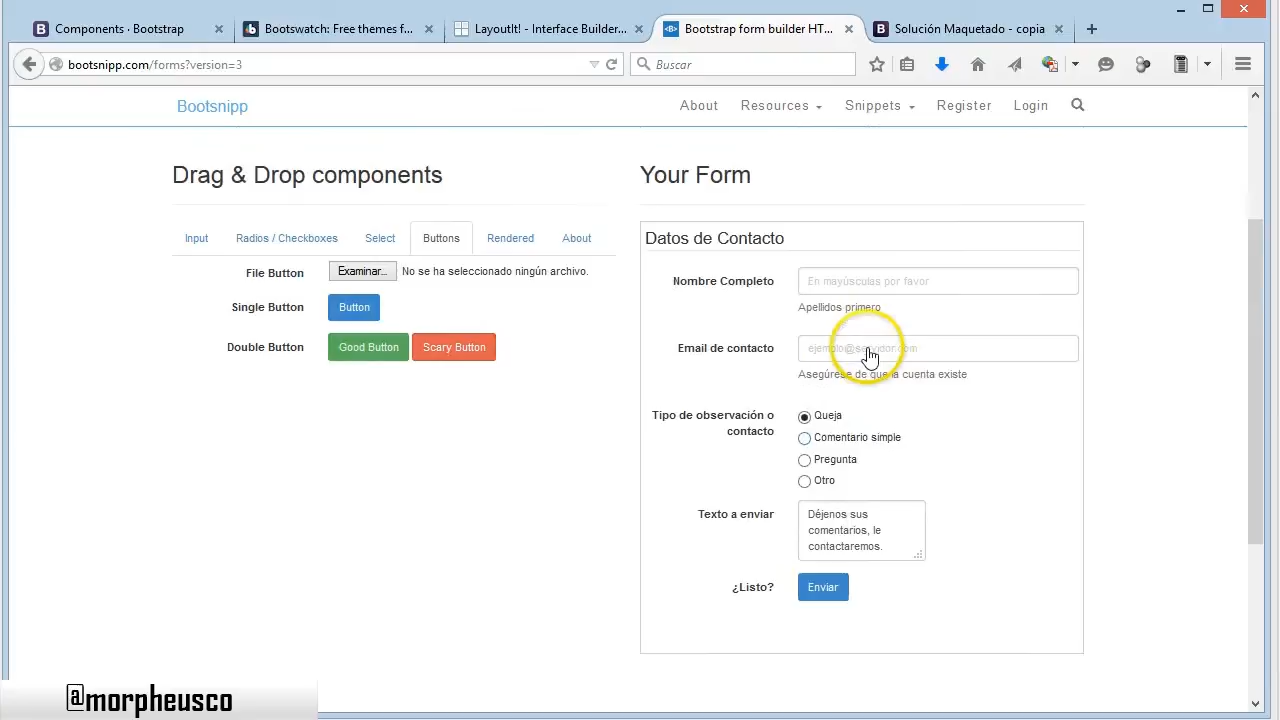 Components · Bootstrap
Bootswatch: Free themes f...
LayoutIt! - Interface Builder...
Bootstrap form builder HT...
Solución Maquetado - copia
bootsnipp.com/forms?version=3
Buscar
Bootsnipp
About
Resources
Snippets
Register
Login
Drag & Drop components
Your Form
Input
Radios / Checkboxes
Select
Buttons
Rendered
About
File Button
Examinar...
No se ha seleccionado ningún archivo.
Single Button
Button
Double Button
Good Button
Scary Button
Datos de Contacto
Nombre Completo
En mayúsculas por favor
Apellidos primero
Email de contacto
ejemplo@servidor.com
Asegúrese de que la cuenta existe
Tipo de observación o
contacto
Queja
Comentario simple
Pregunta
Otro
Texto a enviar
Déjenos sus
comentarios, le
contactaremos.
¿Listo?
Enviar
@morpheusco